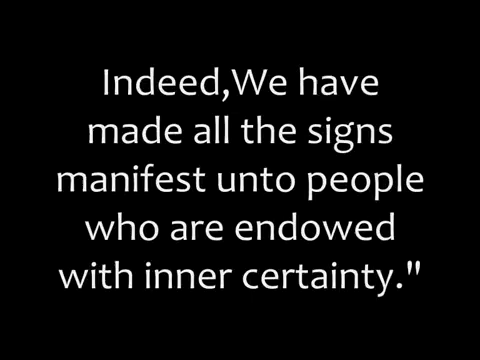 Indeed,We have
made all the signs
manifest unto people
who are endowed
with inner certainty."